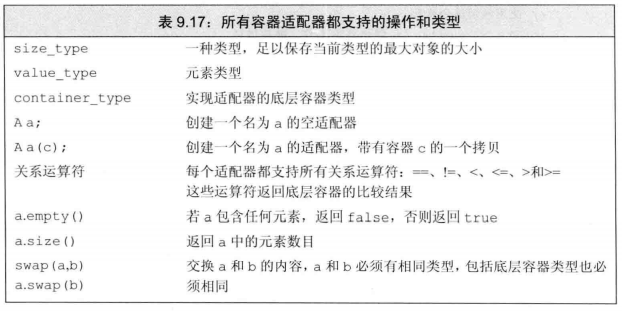 表 9.17：所有容器适配器都支持的操作和类型
size_type 一种类型，足以保存当前类型的最大对象的大小
value_type 元素类型
container_type 实现适配器的底层容器类型
A a; 创建一个名为 a 的空适配器
A a(c); 创建一个名为 a 的适配器，带有容器 c 的一个拷贝
关系运算符 每个适配器都支持所有关系运算符：==、!=、<、<=、>和>=
这些运算符返回底层容器的比较结果
a.empty() 若 a 包含任何元素，返回 false，否则返回 true
a.size() 返回 a 中的元素数目
swap(a,b) 交换 a 和 b 的内容，a 和 b 必须有相同类型，包括底层容器类型也必
a.swap(b) 须相同